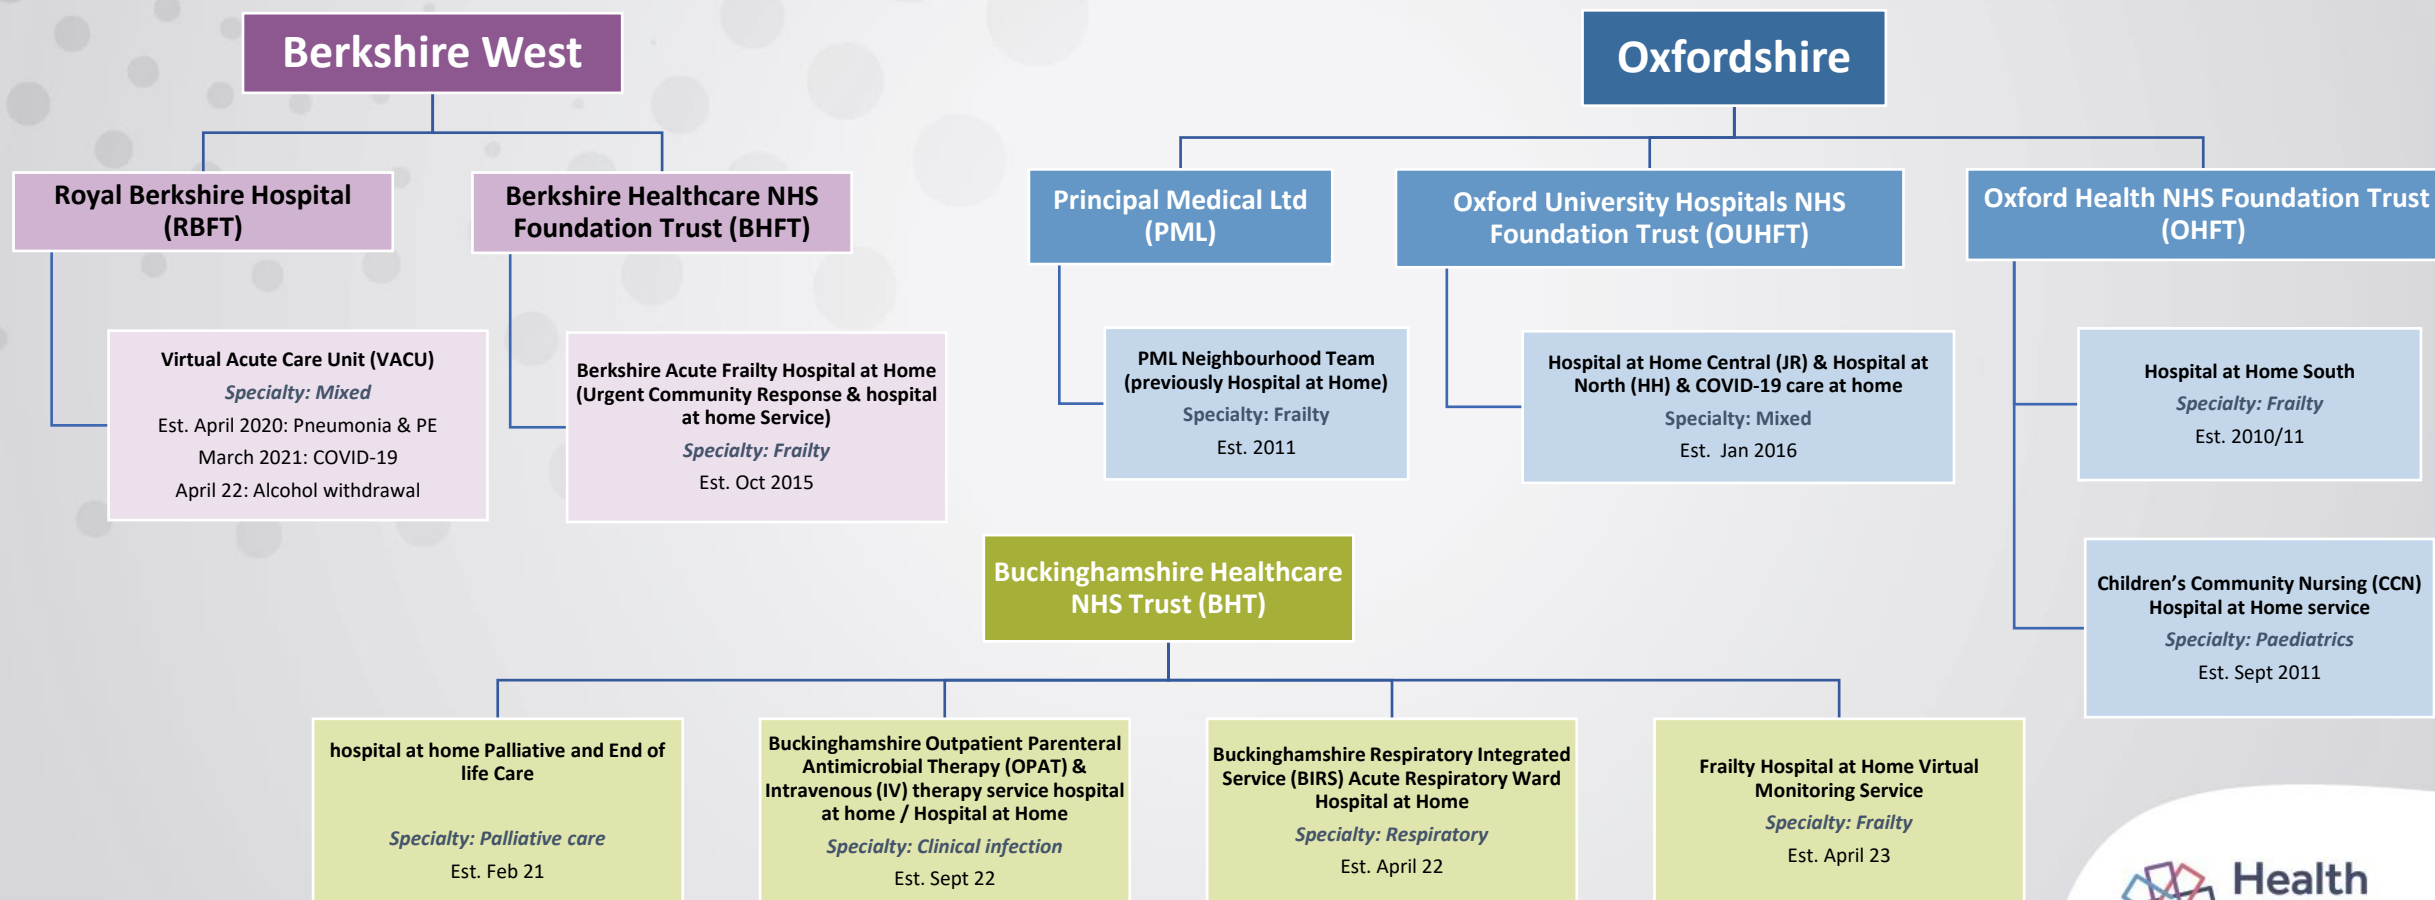 Berkshire West
Oxfordshire
Royal Berkshire Hospital
(RBFT)
Berkshire Healthcare NHS
Foundation Trust (BHFT)
Principal Medical Ltd
(PML)
Oxford University Hospitals NHS
Foundation Trust (OUHFT)
Oxford Health NHS Foundation Trust
(OHFT)
Virtual Acute Care Unit (VACU)
Specialty: Mixed
Est. April 2020: Pneumonia & PE
March 2021: COVID-19
April 22: Alcohol withdrawal
Berkshire Acute Frailty Hospital at Home
(Urgent Community Response & hospital
at home Service)
Specialty: Frailty
Est. Oct 2015
PML Neighbourhood Team
(previously Hospital at Home)
Specialty: Frailty
Est. 2011
Hospital at Home Central (JR) & Hospital at
North (HH) & COVID-19 care at home
Specialty: Mixed
Est. Jan 2016
Hospital at Home South
Specialty: Frailty
Est. 2010/11
Children’s Community Nursing (CCN)
Hospital at Home service
Specialty: Paediatrics
Est. Sept 2011
Buckinghamshire Healthcare
NHS Trust (BHT)
hospital at home Palliative and End of
life Care
Specialty: Palliative care
Est. Feb 21
Buckinghamshire Outpatient Parenteral
Antimicrobial Therapy (OPAT) &
Intravenous (IV) therapy service hospital
at home / Hospital at Home
Specialty: Clinical infection
Est. Sept 22
Buckinghamshire Respiratory Integrated
Service (BIRS) Acute Respiratory Ward
Hospital at Home
Specialty: Respiratory
Est. April 22
Frailty Hospital at Home Virtual
Monitoring Service
Specialty: Frailty
Est. April 23
Health